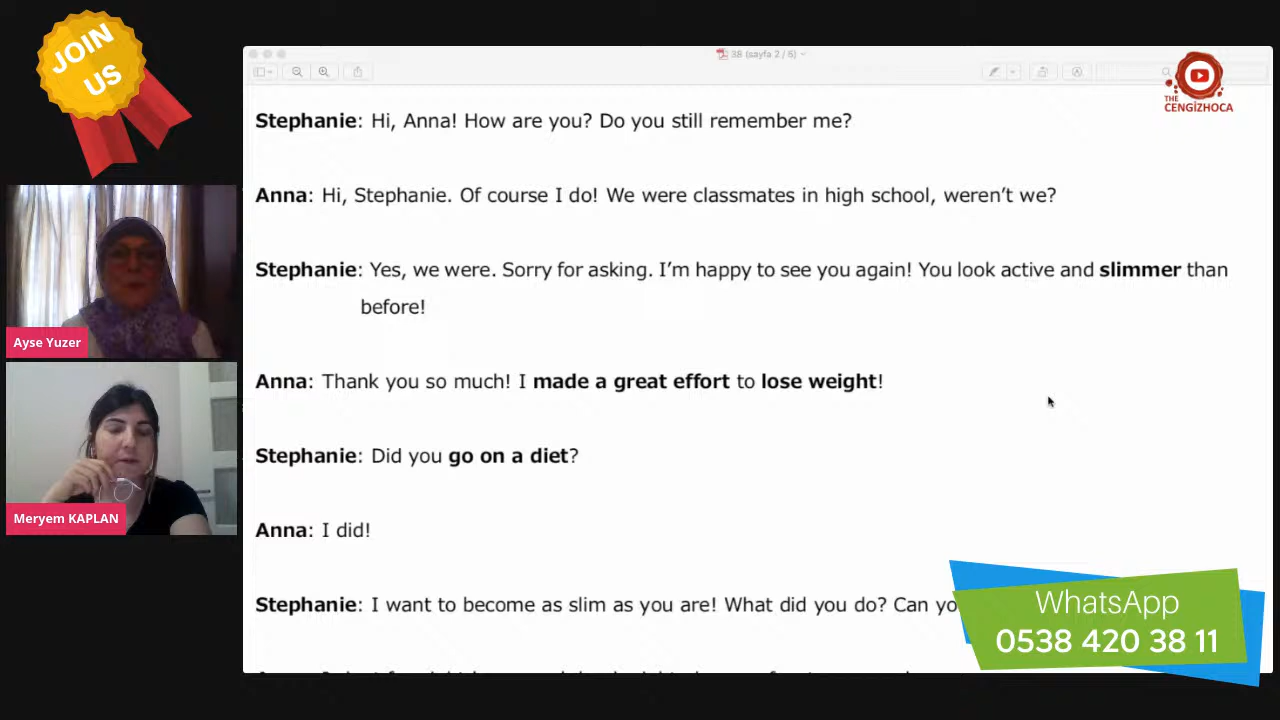 JOIN
US
38 (sayfa 2 / 6)
THE
CENGİZHOCA
Stephanie: Hi, Anna! How are you? Do you still remember me?
Anna: Hi, Stephanie. Of course I do! We were classmates in high school, weren't we?
Stephanie: Yes, we were. Sorry for asking. I'm happy to see you again! You look active and slimmer than
before!
Anna: Thank you so much! I made a great effort to lose weight!
Stephanie: Did you go on a diet?
Anna: I did!
Stephanie: I want to become as slim as you are! What did you do? Can
Ayse Yuzer
Meryem KAPLAN
WhatsApp
0538 420 38 11